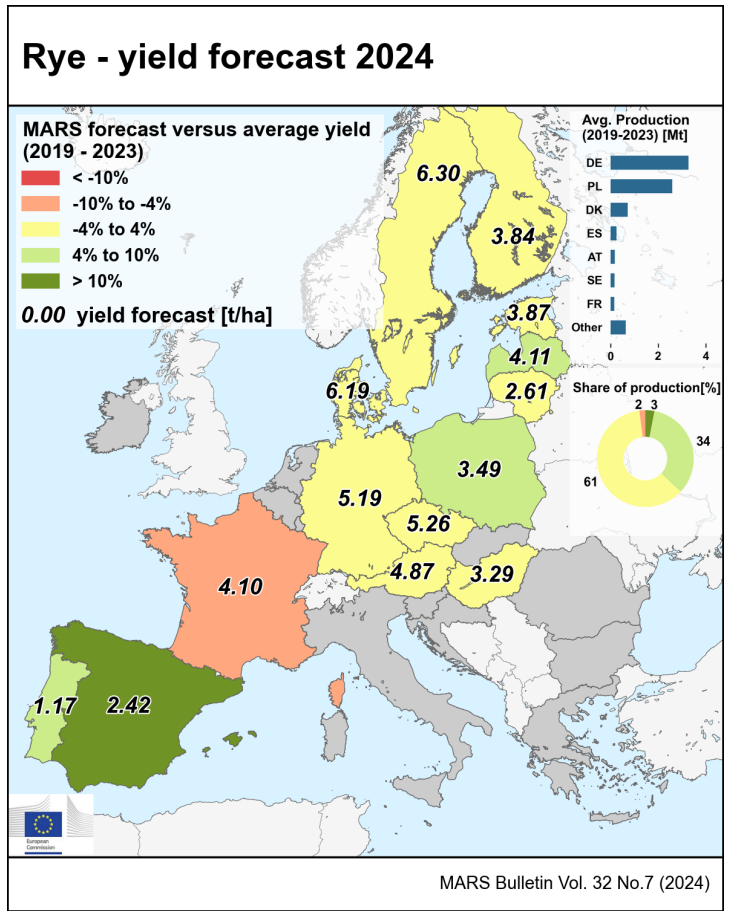 Rye - yield forecast 2024
MARS forecast versus average yield
(2019 - 2023)
< -10%
-10% to -4%
-4% to 4%
4% to 10%
> 10%
0.00 yield forecast [t/ha]
Avg. Production
(2019-2023) [Mt]
DE
PL
DK
ES
AT
SE
FR
Other
0 2 4
Share of production[%]
2 3
34
61
6.30
3.84
3.87
4.11
2.61
6.19
3.49
5.19
5.26
4.87
3.29
4.10
1.17
2.42
European
Commission
MARS Bulletin Vol. 32 No.7 (2024)